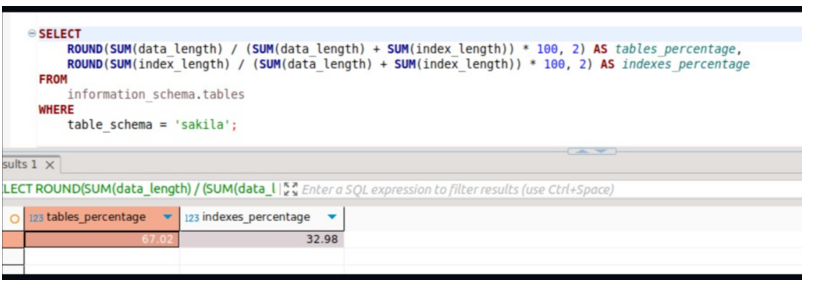 SELECT
ROUND(SUM(data_length) / (SUM(data_length) + SUM(index_length)) * 100, 2) AS tables_percentage,
ROUND(SUM(index_length) / (SUM(data_length) + SUM(index_length)) * 100, 2) AS indexes_percentage
FROM
information_schema.tables
WHERE
table_schema = 'sakila';
sults 1
LECT ROUND(SUM(data_length) / (SUM(data_l Enter a SQL expression to filter results (use Ctrl+Space)
123 tables_percentage 123 indexes_percentage
67.02 32.98